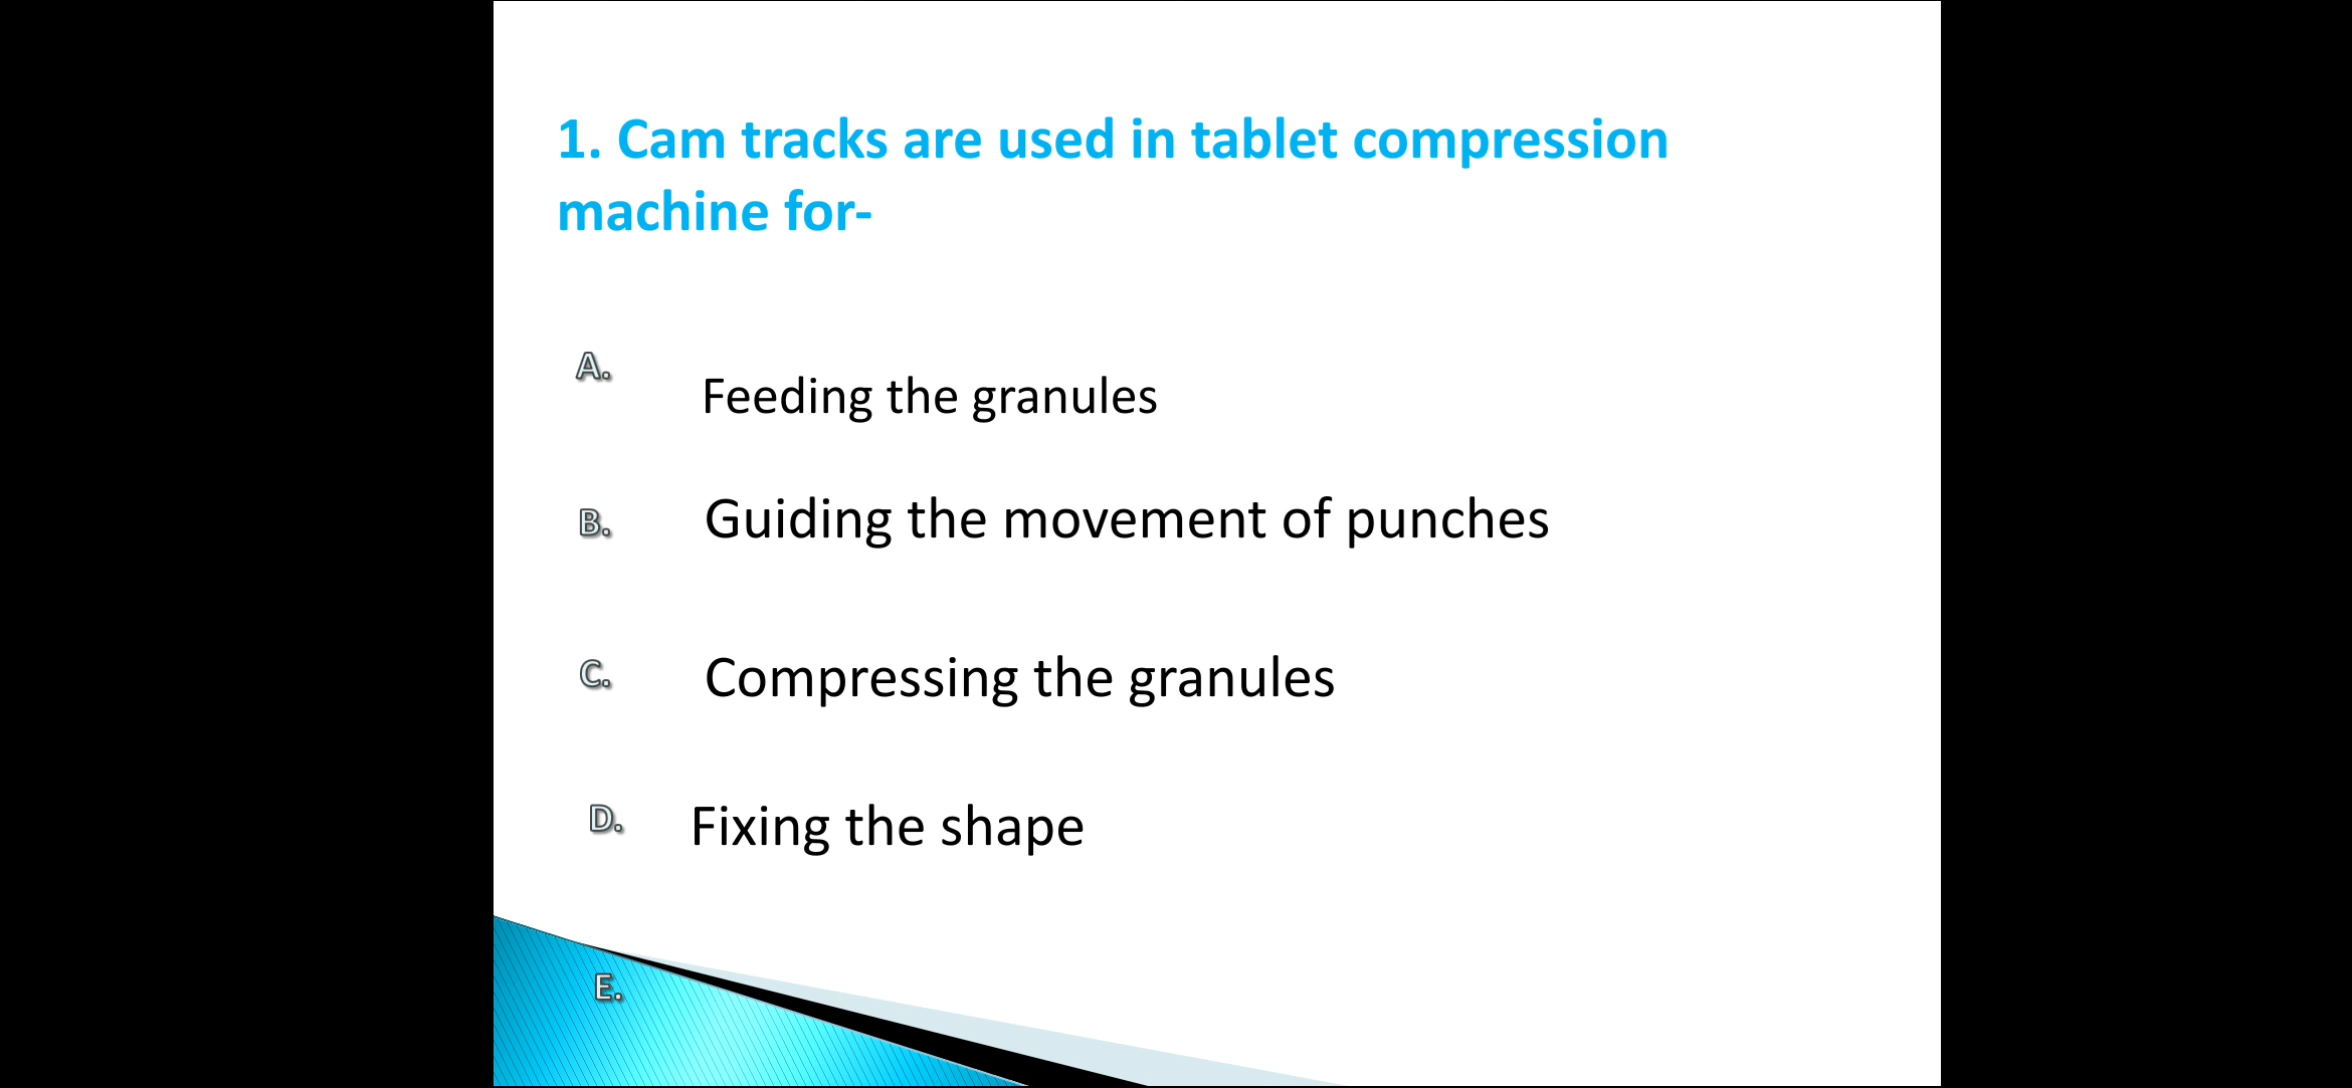 1. Cam tracks are used in tablet compression
machine for-
A. Feeding the granules
B. Guiding the movement of punches
C. Compressing the granules
D. Fixing the shape
E.